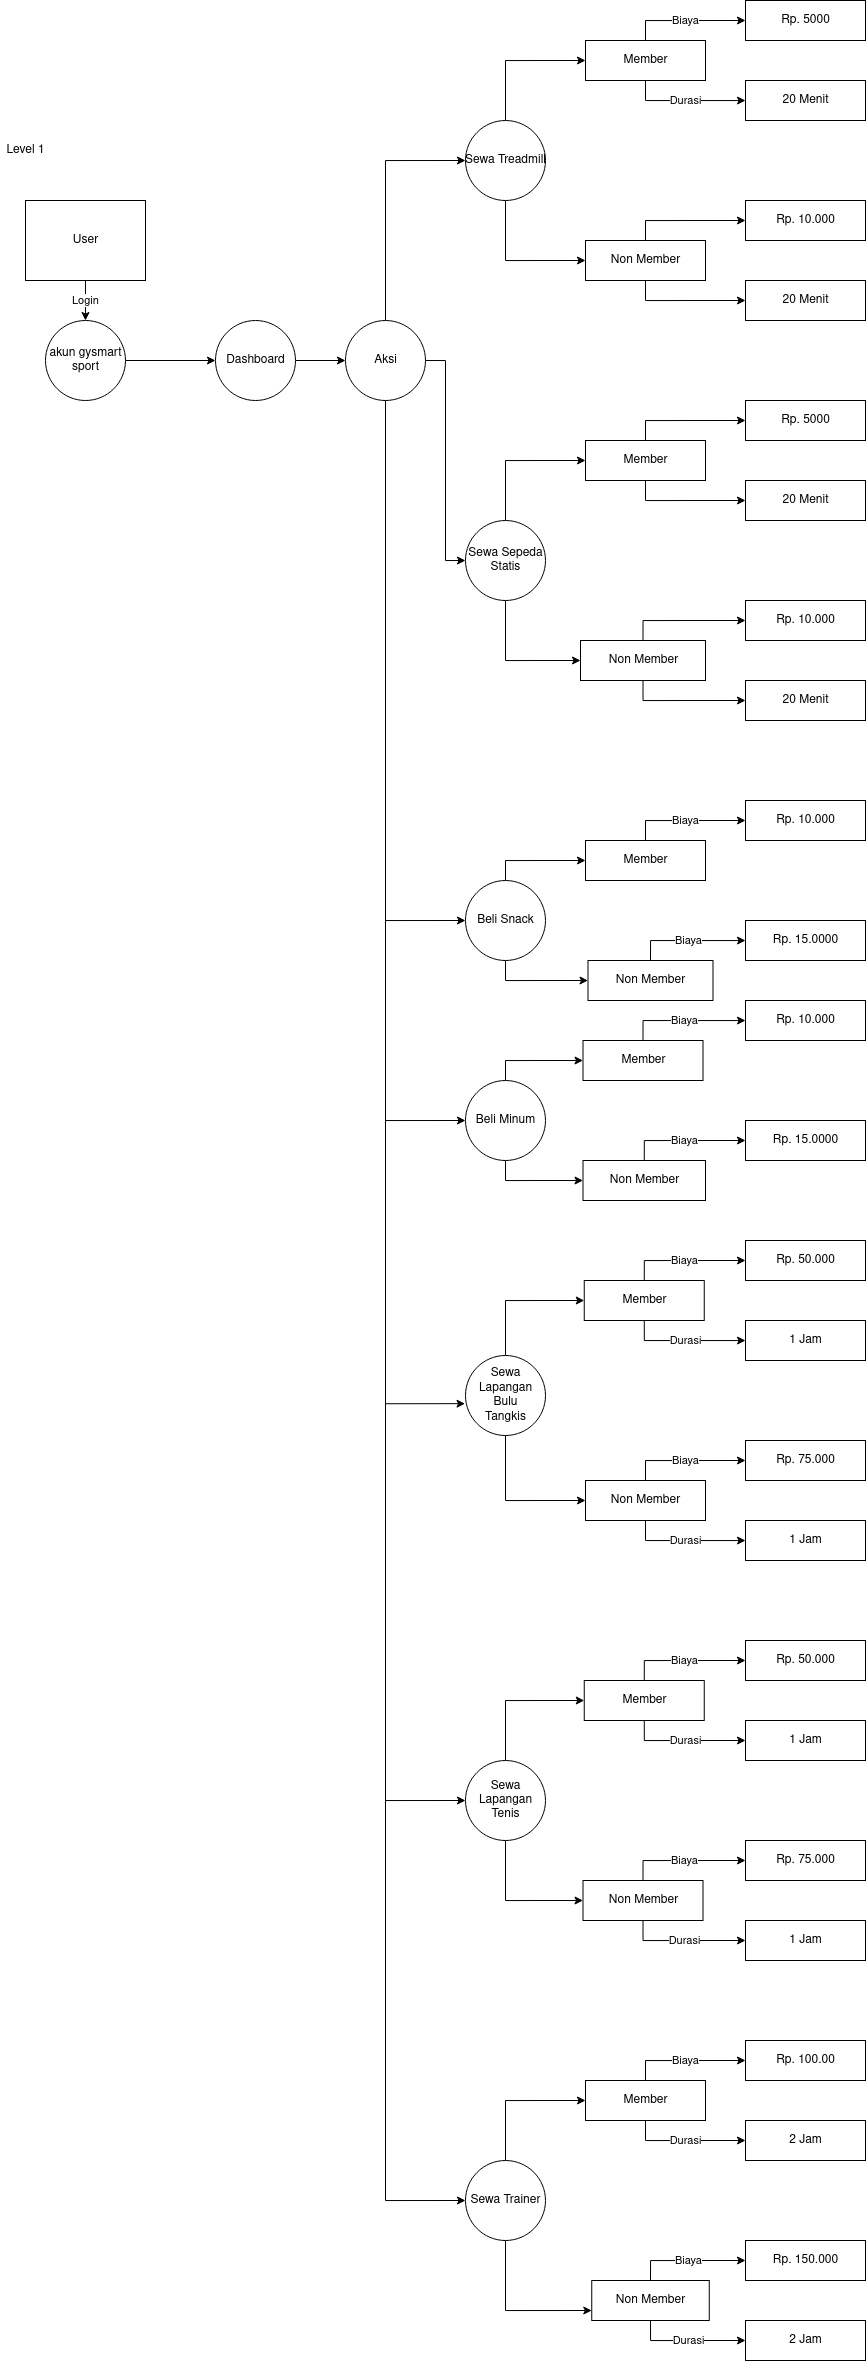 Level 1
User
Login
akun gysmart
sport
Dashboard
Aksi
Sewa Treadmill
Member
Biaya
Rp. 5000
Durasi
20 Menit
Non Member
Rp. 10.000
20 Menit
Sewa Sepeda
Statis
Member
Rp. 5000
20 Menit
Non Member
Rp. 10.000
20 Menit
Beli Snack
Member
Biaya
Rp. 10.000
Non Member
Biaya
Rp. 15.0000
Beli Minum
Member
Biaya
Rp. 10.000
Non Member
Biaya
Rp. 15.0000
Sewa
Lapangan
Bulu
Tangkis
Member
Biaya
Rp. 50.000
Durasi
1 Jam
Non Member
Biaya
Rp. 75.000
Durasi
1 Jam
Sewa
Lapangan
Tenis
Member
Biaya
Rp. 50.000
Durasi
1 Jam
Non Member
Biaya
Rp. 75.000
Durasi
1 Jam
Sewa Trainer
Member
Biaya
Rp. 100.00
Durasi
2 Jam
Non Member
Biaya
Rp. 150.000
Durasi
2 Jam